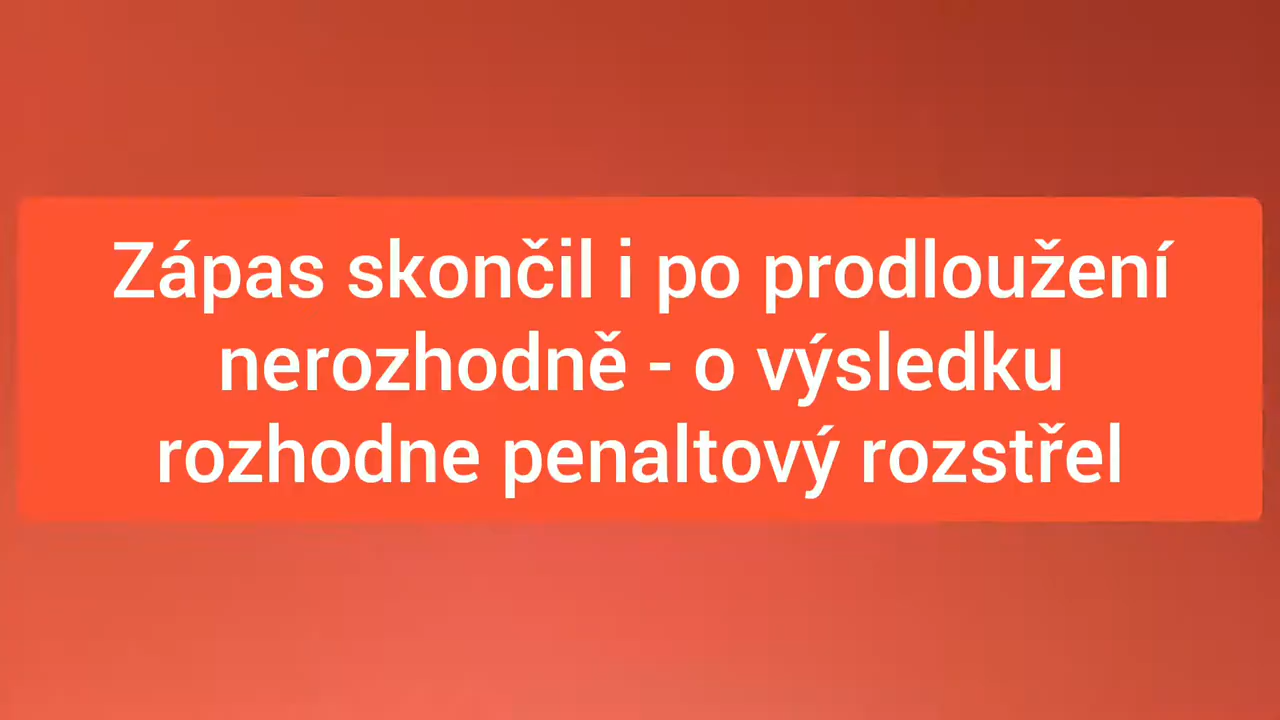 Zápas skončil i po prodloužení
nerozhodně - o výsledku
rozhodne penaltový rozstřel